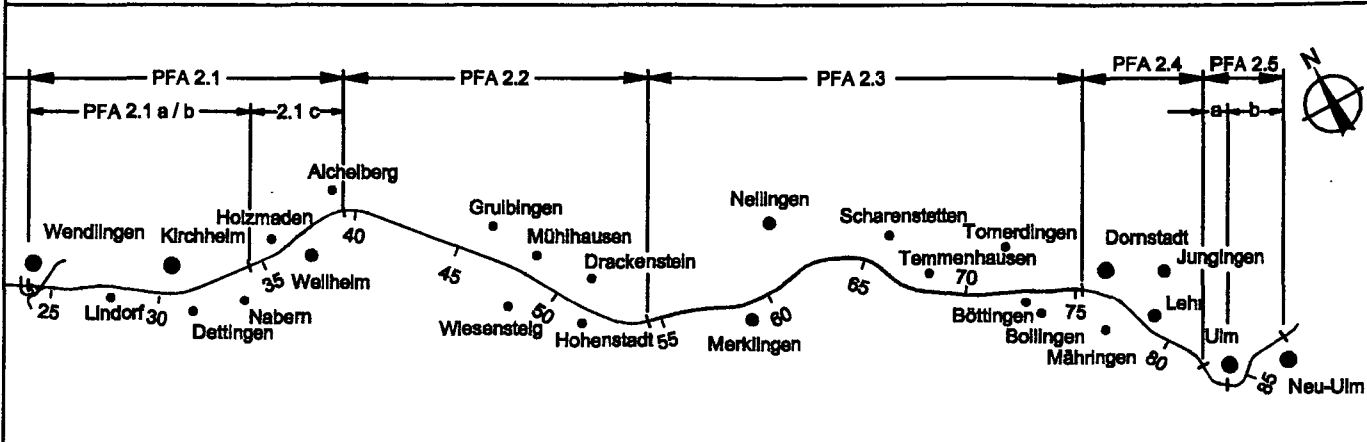 PFA 2.1
PFA 2.2
PFA 2.3
PFA 2.4
PFA 2.5
N
PFA 2.1 a / b
2.1 c
a
b
Aichelberg
Wendlingen
Kirchheim
Holzmaden
Weilheim
Gruibingen
Mühlhausen
Drackenstein
Nellingen
Scharenstetten
Tomerdingen
Temmenhausen
Dornstadt
Jungingen
Lehr
Ulm
Neu-Ulm
Lindorf
Dettingen
Nabern
Wiesensteig
Hohenstadt
Merklingen
Böttingen
Bollingen
Mähringen
25
30
35
40
45
50
55
60
65
70
75
80
85